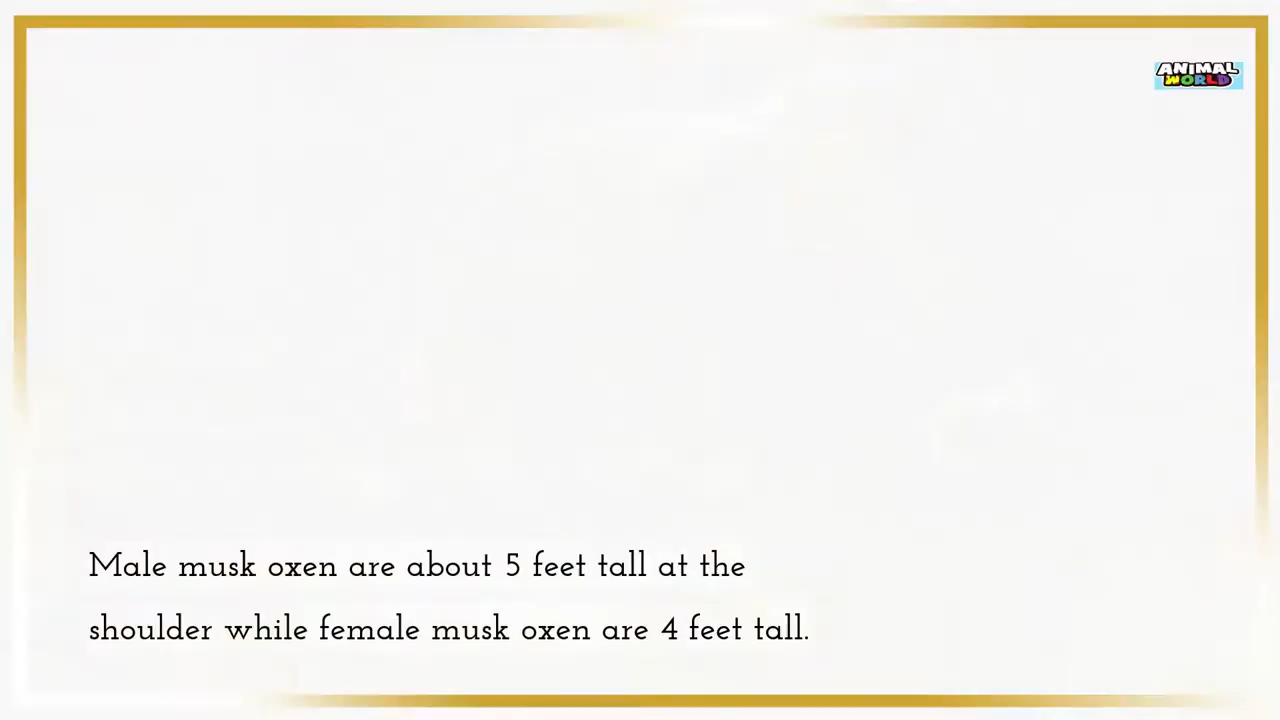 ANIMAL
WORLD
Male musk oxen are about 5 feet tall at the
shoulder while female musk oxen are 4 feet tall.